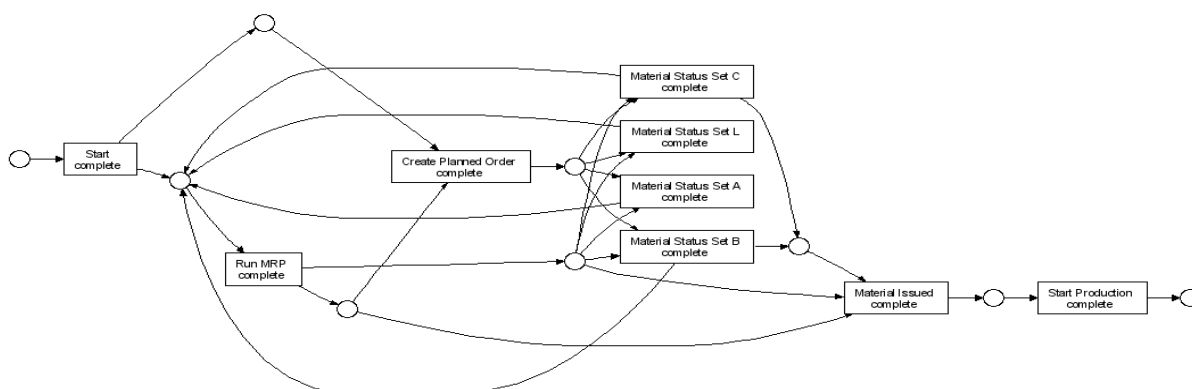 Start
complete
Run MRP
complete
Create Planned Order
complete
Material Status Set C
complete
Material Status Set L
complete
Material Status Set A
complete
Material Status Set B
complete
Material Issued
complete
Start Production
complete